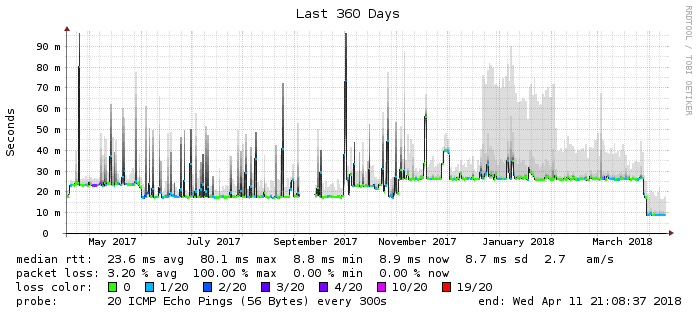 Last 360 Days
RRDTOOL / TOBI OETIKER
Seconds
90 m
80 m
70 m
60 m
50 m
40 m
30 m
20 m
10 m
0
May 2017 July 2017 September 2017 November 2017 January 2018 March 2018
median rtt: 23.6 ms avg 80.1 ms max 8.8 ms min 8.9 ms now 8.7 ms sd 2.7 am/s
packet loss: 3.20 % avg 100.00 % max 0.00 % min 0.00 % now
loss color: 0 1/20 2/20 3/20 4/20 10/20 19/20
probe: 20 ICMP Echo Pings (56 Bytes) every 300s end: Wed Apr 11 21:08:37 2018